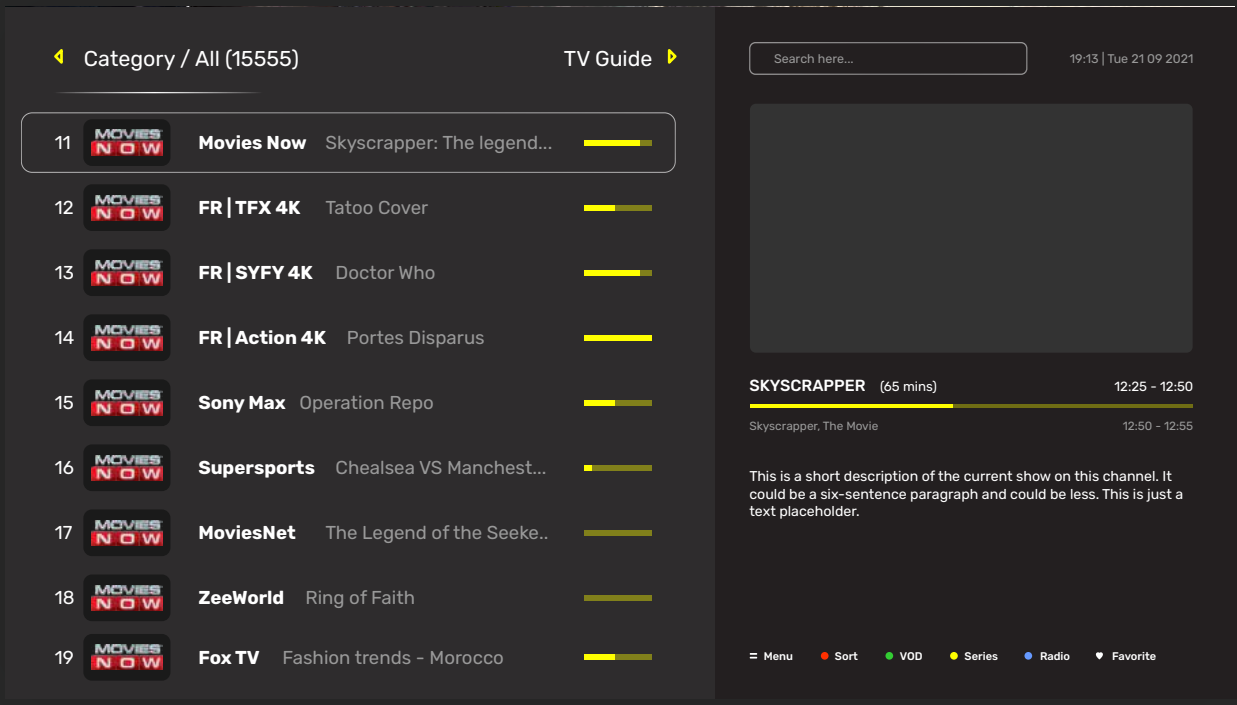 Category / All (15555)
TV Guide
11 MOVIES NOW Movies Now Skyscrapper: The legend...
12 MOVIES NOW FR | TFX 4K Tatoo Cover
13 MOVIES NOW FR | SYFY 4K Doctor Who
14 MOVIES NOW FR | Action 4K Portes Disparus
15 MOVIES NOW Sony Max Operation Repo
16 MOVIES NOW Supersports Chealsea VS Manchest...
17 MOVIES NOW MoviesNet The Legend of the Seeke..
18 MOVIES NOW ZeeWorld Ring of Faith
19 MOVIES NOW Fox TV Fashion trends - Morocco
Search here...
19:13 | Tue 21 09 2021
SKYSCRAPPER (65 mins) 12:25 - 12:50
Skyscrapper, The Movie 12:50 - 12:55
This is a short description of the current show on this channel. It
could be a six-sentence paragraph and could be less. This is just a
text placeholder.
Menu Sort VOD Series Radio Favorite